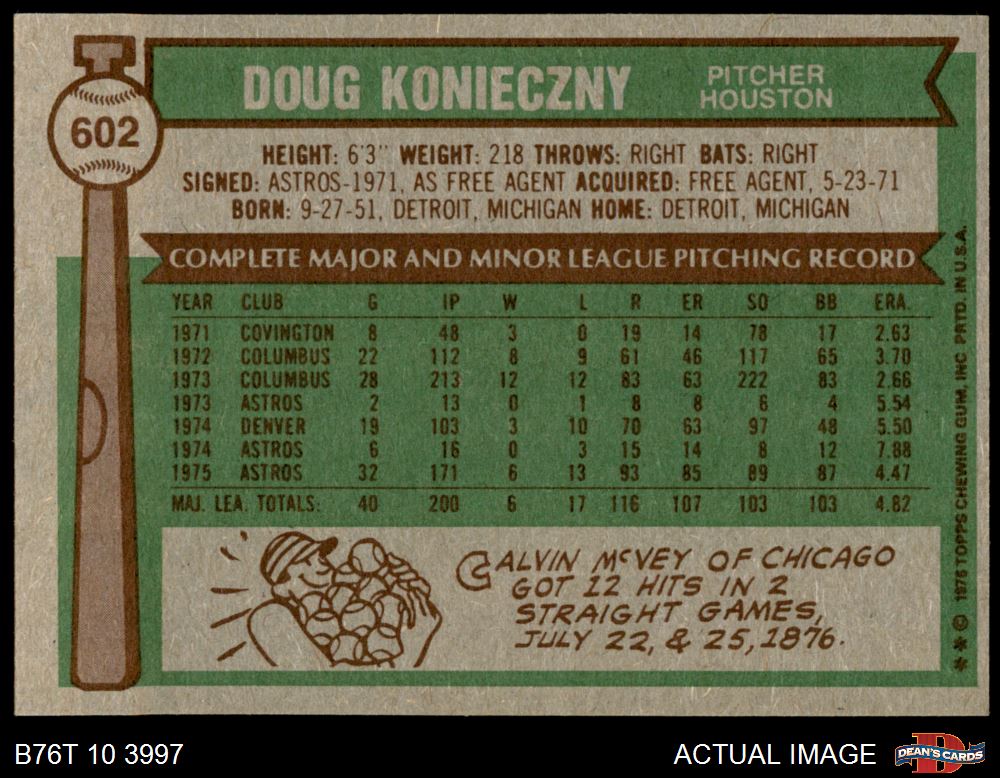 602
DOUG KONIECZNY
PITCHER
HOUSTON
HEIGHT: 6'3" WEIGHT: 218 THROWS: RIGHT BATS: RIGHT
SIGNED: ASTROS-1971, AS FREE AGENT ACQUIRED: FREE AGENT, 5-23-71
BORN: 9-27-51, DETROIT, MICHIGAN HOME: DETROIT, MICHIGAN
COMPLETE MAJOR AND MINOR LEAGUE PITCHING RECORD
YEAR CLUB G IP W L R ER SO BB ERA.
1971 COVINGTON 8 48 3 0 19 14 78 17 2.63
1972 COLUMBUS 22 112 8 9 61 46 117 65 3.70
1973 COLUMBUS 28 213 12 12 83 63 222 83 2.66
1973 ASTROS 2 13 0 1 8 8 6 4 5.54
1974 DENVER 19 103 3 10 70 63 97 48 5.50
1974 ASTROS 6 16 0 3 15 14 8 12 7.88
1975 ASTROS 32 171 6 13 93 85 89 87 4.47
MAJ. LEA. TOTALS: 40 200 6 17 116 107 103 103 4.82
CALVIN McVEY OF CHICAGO
GOT 12 HITS IN 2
STRAIGHT GAMES,
JULY 22, & 25, 1876.
** © 1976 TOPPS CHEWING GUM, INC PRTD. IN U.S.A.
B76T 10 3997
ACTUAL IMAGE
DEAN'S CARDS